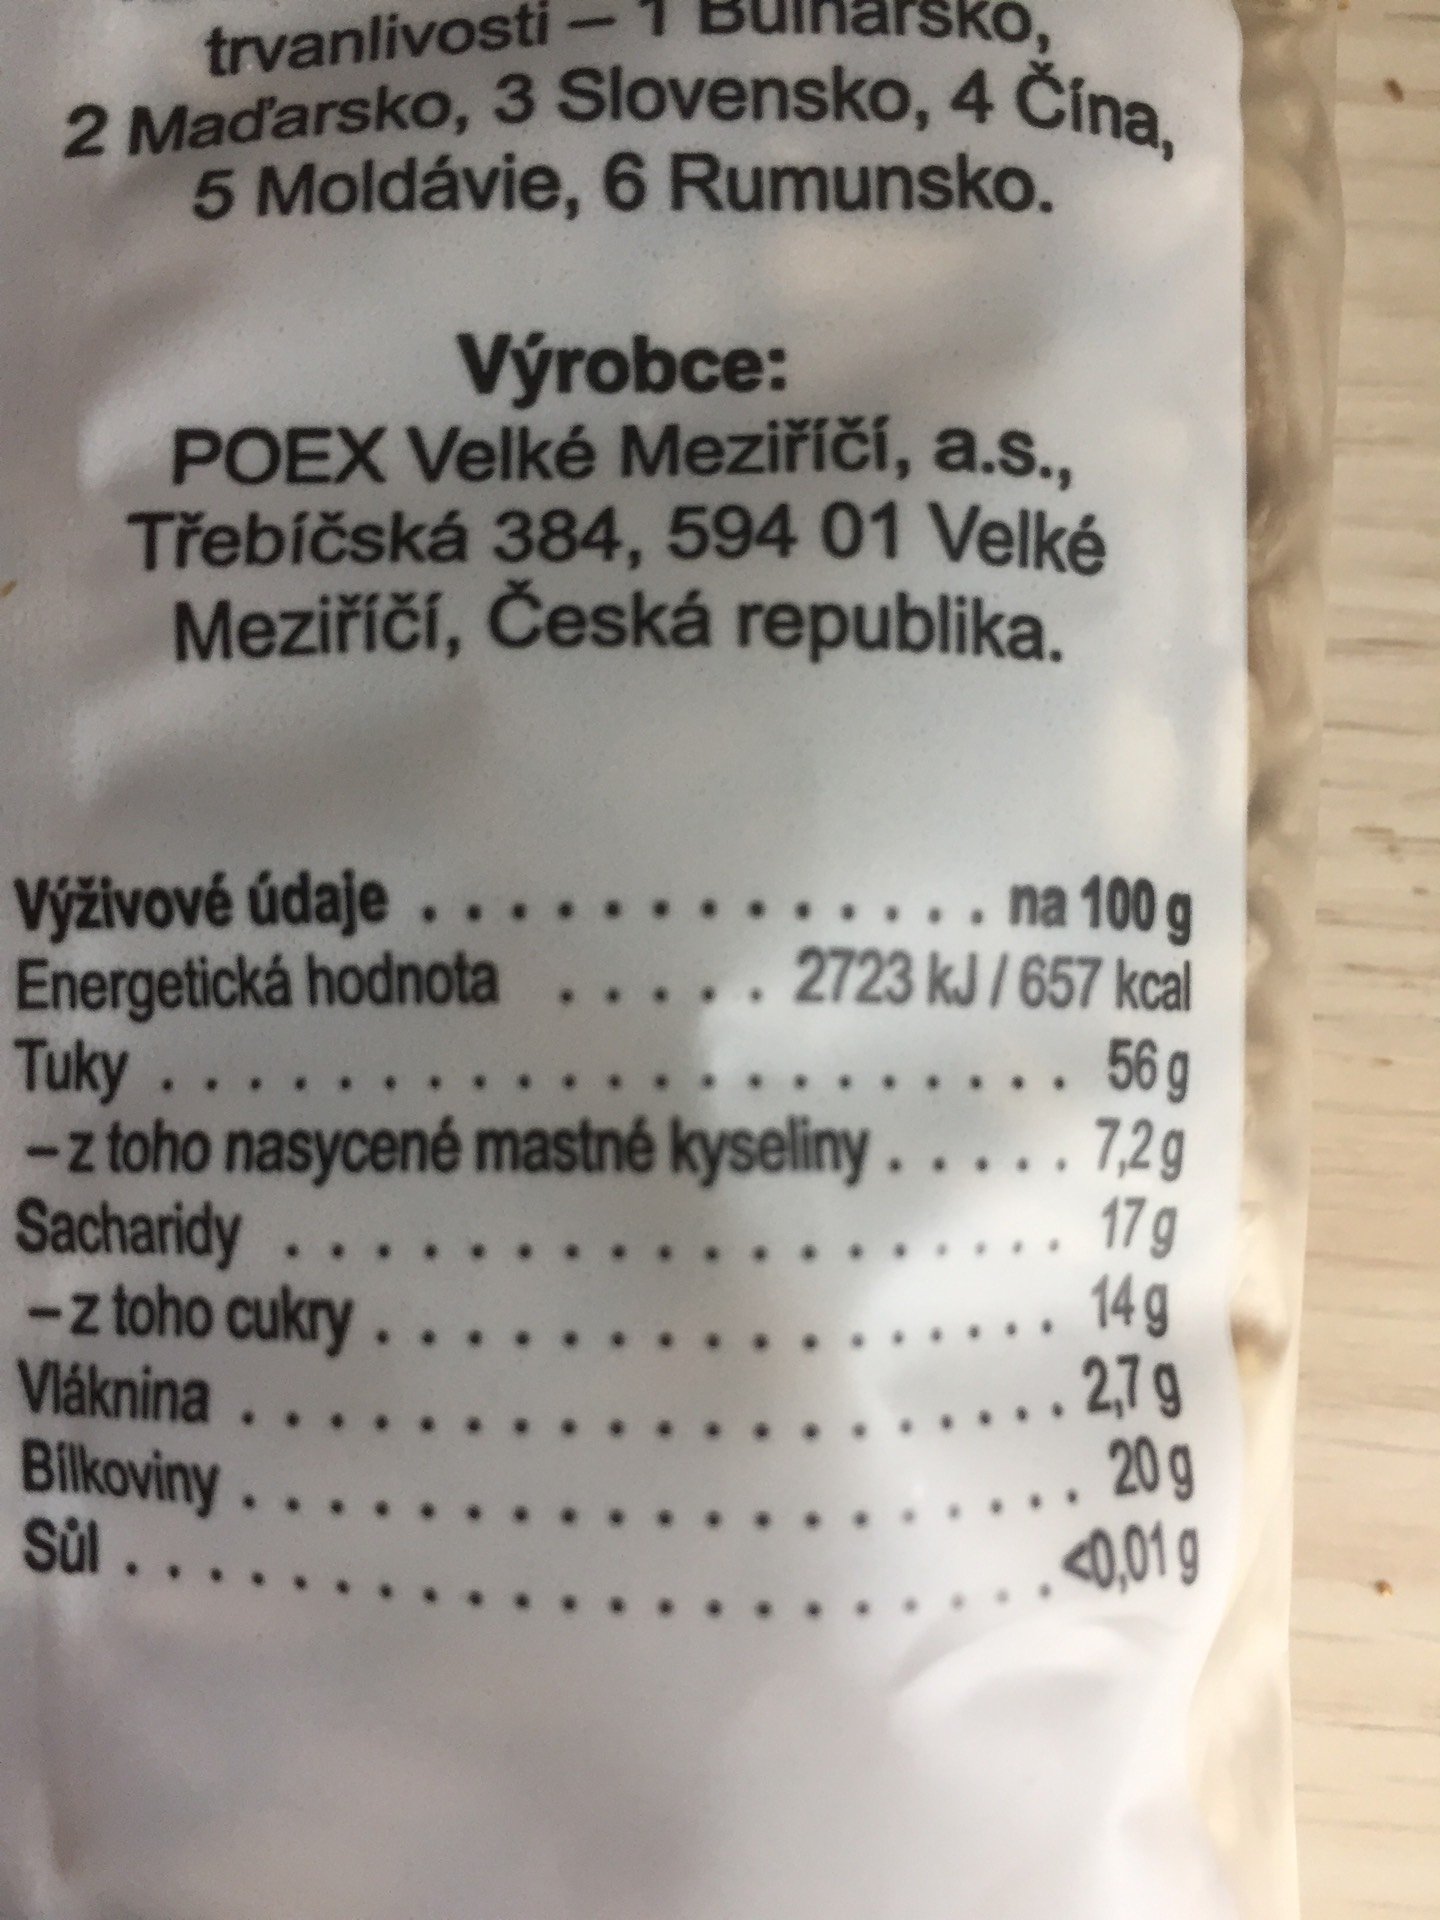 trvanlivosti – 1 Bulharsko,
2 Maďarsko, 3 Slovensko, 4 Čína,
5 Moldávie, 6 Rumunsko.
Výrobce:
POEX Velké Meziříčí, a.s.,
Třebíčská 384, 594 01 Velké
Meziříčí, Česká republika.
Výživové údaje . . . . . . . . . . . . . na 100 g
Energetická hodnota . . . . . 2723 kJ / 657 kcal
Tuky . . . . . . . . . . . . . . . . . . . . . 56 g
– z toho nasycené mastné kyseliny . . . . . 7,2 g
Sacharidy . . . . . . . . . . . . . . . . . . 17 g
– z toho cukry . . . . . . . . . . . . . . . . 14 g
Vláknina . . . . . . . . . . . . . . . . . . . 2,7 g
Bílkoviny . . . . . . . . . . . . . . . . . . . 20 g
Sůl . . . . . . . . . . . . . . . . . . . . . <0,01 g